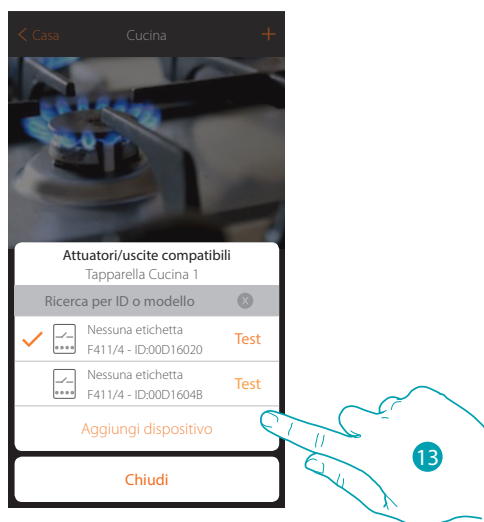 Casa Cucina +
Attuatori/uscite compatibili
Tapparella Cucina 1
Ricerca per ID o modello X
Nessuna etichetta
F411/4 - ID:00D16020
Test
Nessuna etichetta
F411/4 - ID:00D1604B
Test
Aggiungi dispositivo
Chiudi
13